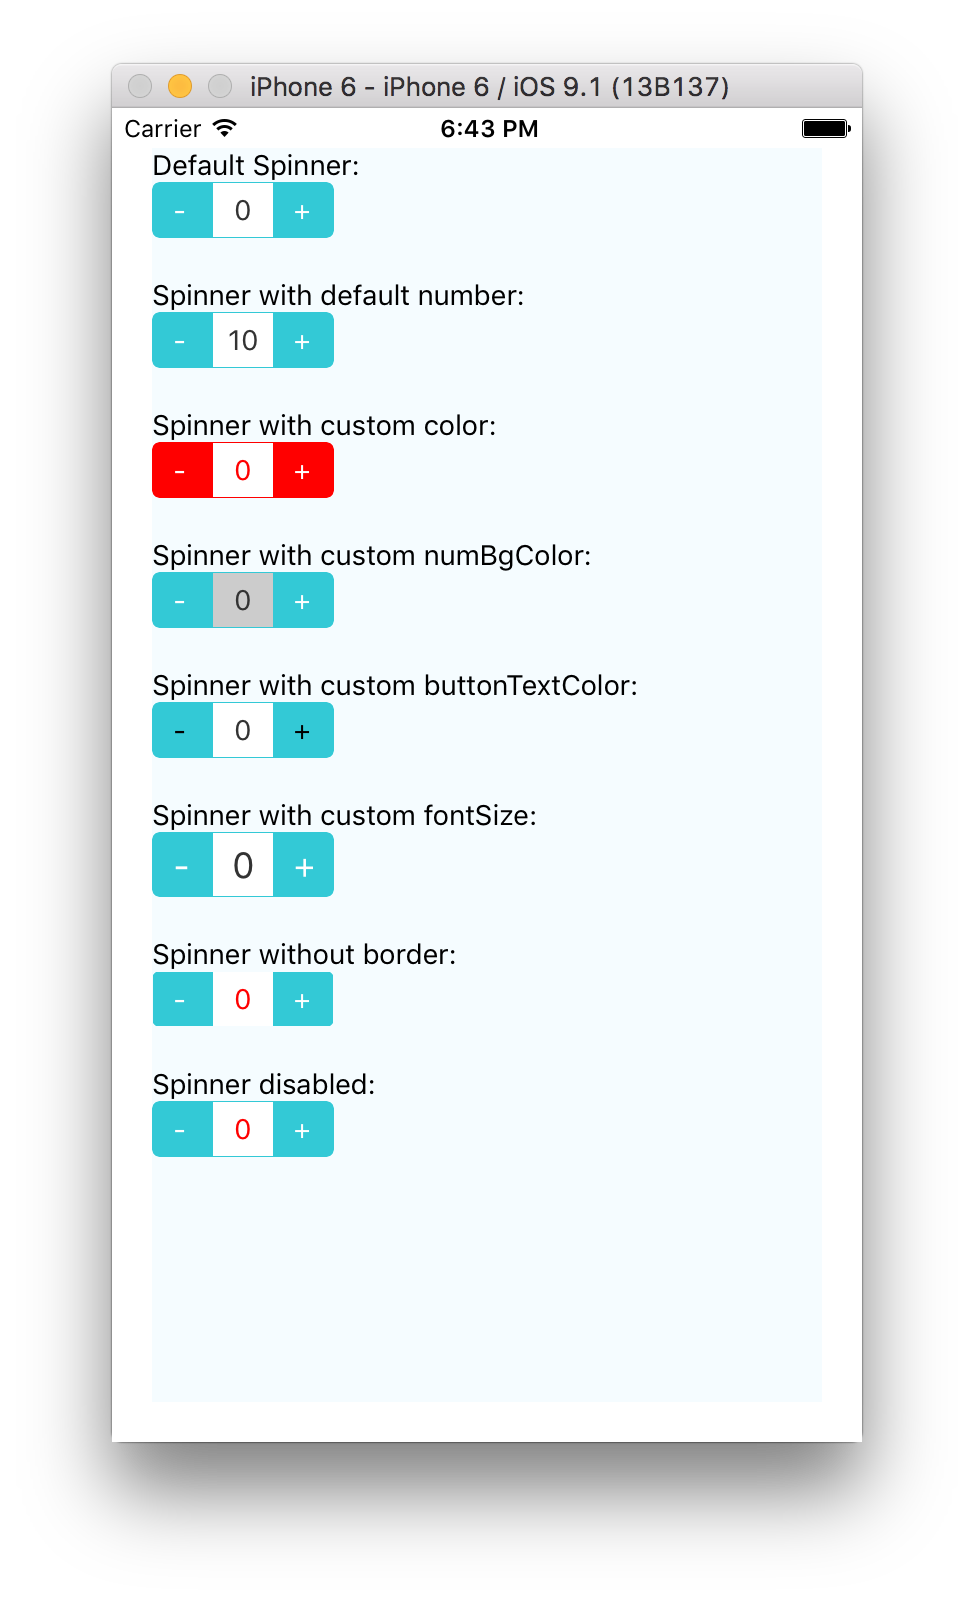 iPhone 6 - iPhone 6 / iOS 9.1 (13B137)
Carrier 6:43 PM
Default Spinner:
- 0 +
Spinner with default number:
- 10 +
Spinner with custom color:
- 0 +
Spinner with custom numBgColor:
- 0 +
Spinner with custom buttonTextColor:
- 0 +
Spinner with custom fontSize:
- 0 +
Spinner without border:
- 0 +
Spinner disabled:
- 0 +